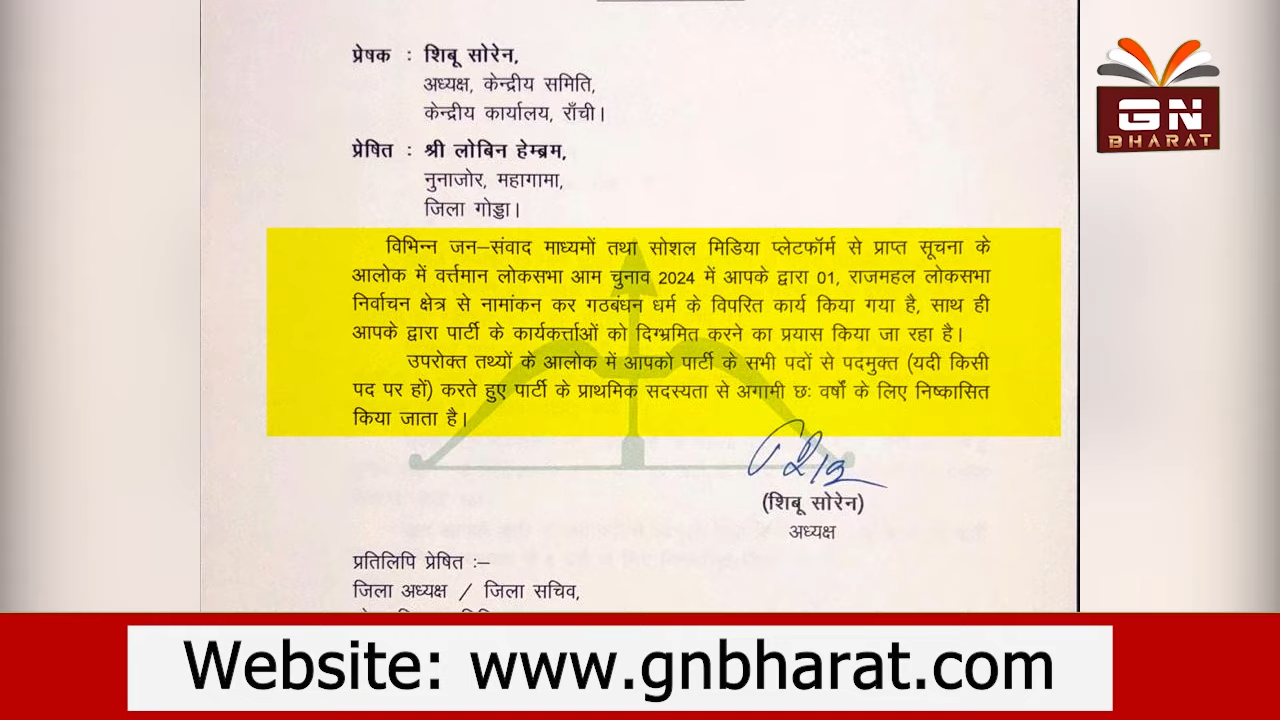 प्रेषक : शिबू सोरेन,
अध्यक्ष, केन्द्रीय समिति,
केन्द्रीय कार्यालय, राँची।
प्रेषित : श्री लोबिन हेम्ब्रम,
नुनाजोर, महागामा,
जिला गोड्डा।
विभिन्न जन–संवाद माध्यमों तथा सोशल मिडिया प्लेटफॉर्म से प्राप्त सूचना के
आलोक में वर्त्तमान लोकसभा आम चुनाव 2024 में आपके द्वारा 01, राजमहल लोकसभा
निर्वाचन क्षेत्र से नामांकन कर गठबंधन धर्म के विपरित कार्य किया गया है, साथ ही
आपके द्वारा पार्टी के कार्यकर्त्ताओं को दिग्भ्रमित करने का प्रयास किया जा रहा है।
उपरोक्त तथ्यों के आलोक में आपको पार्टी के सभी पदों से पदमुक्त (यदी किसी
पद पर हों) करते हुए पार्टी के प्राथमिक सदस्यता से अगामी छः वर्षों के लिए निष्कासित
किया जाता है।
(शिबू सोरेन)
अध्यक्ष
प्रतिलिपि प्रेषित :–
जिला अध्यक्ष / जिला सचिव,
GN
BHARAT
Website: www.gnbharat.com